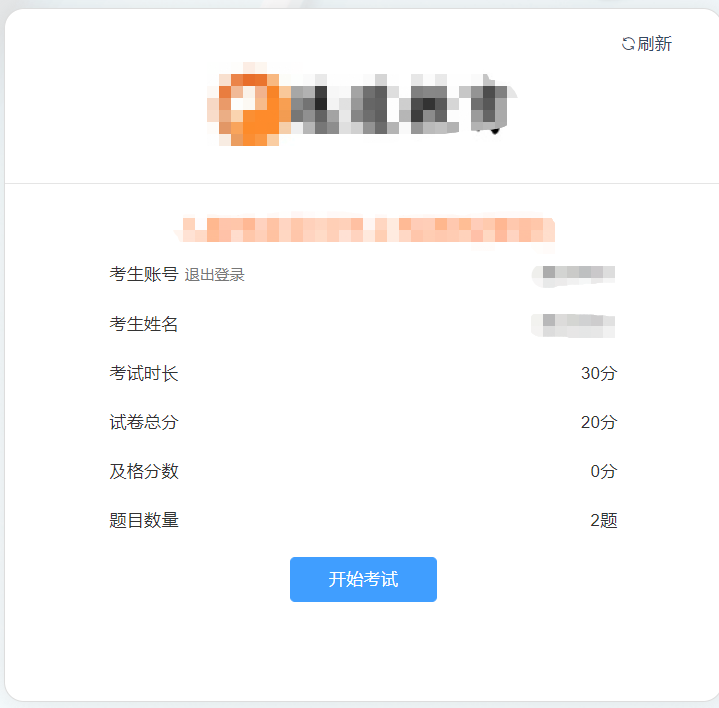 刷新
考生账号 退出登录
考生姓名
考试时长 30分
试卷总分 20分
及格分数 0分
题目数量 2题
开始考试